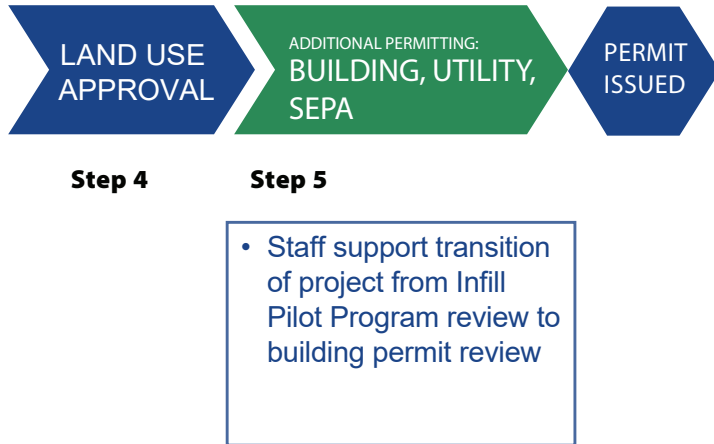 LAND USE
APPROVAL
ADDITIONAL PERMITTING:
BUILDING, UTILITY,
SEPA
PERMIT
ISSUED
Step 4
Step 5
• Staff support transition
of project from Infill
Pilot Program review to
building permit review